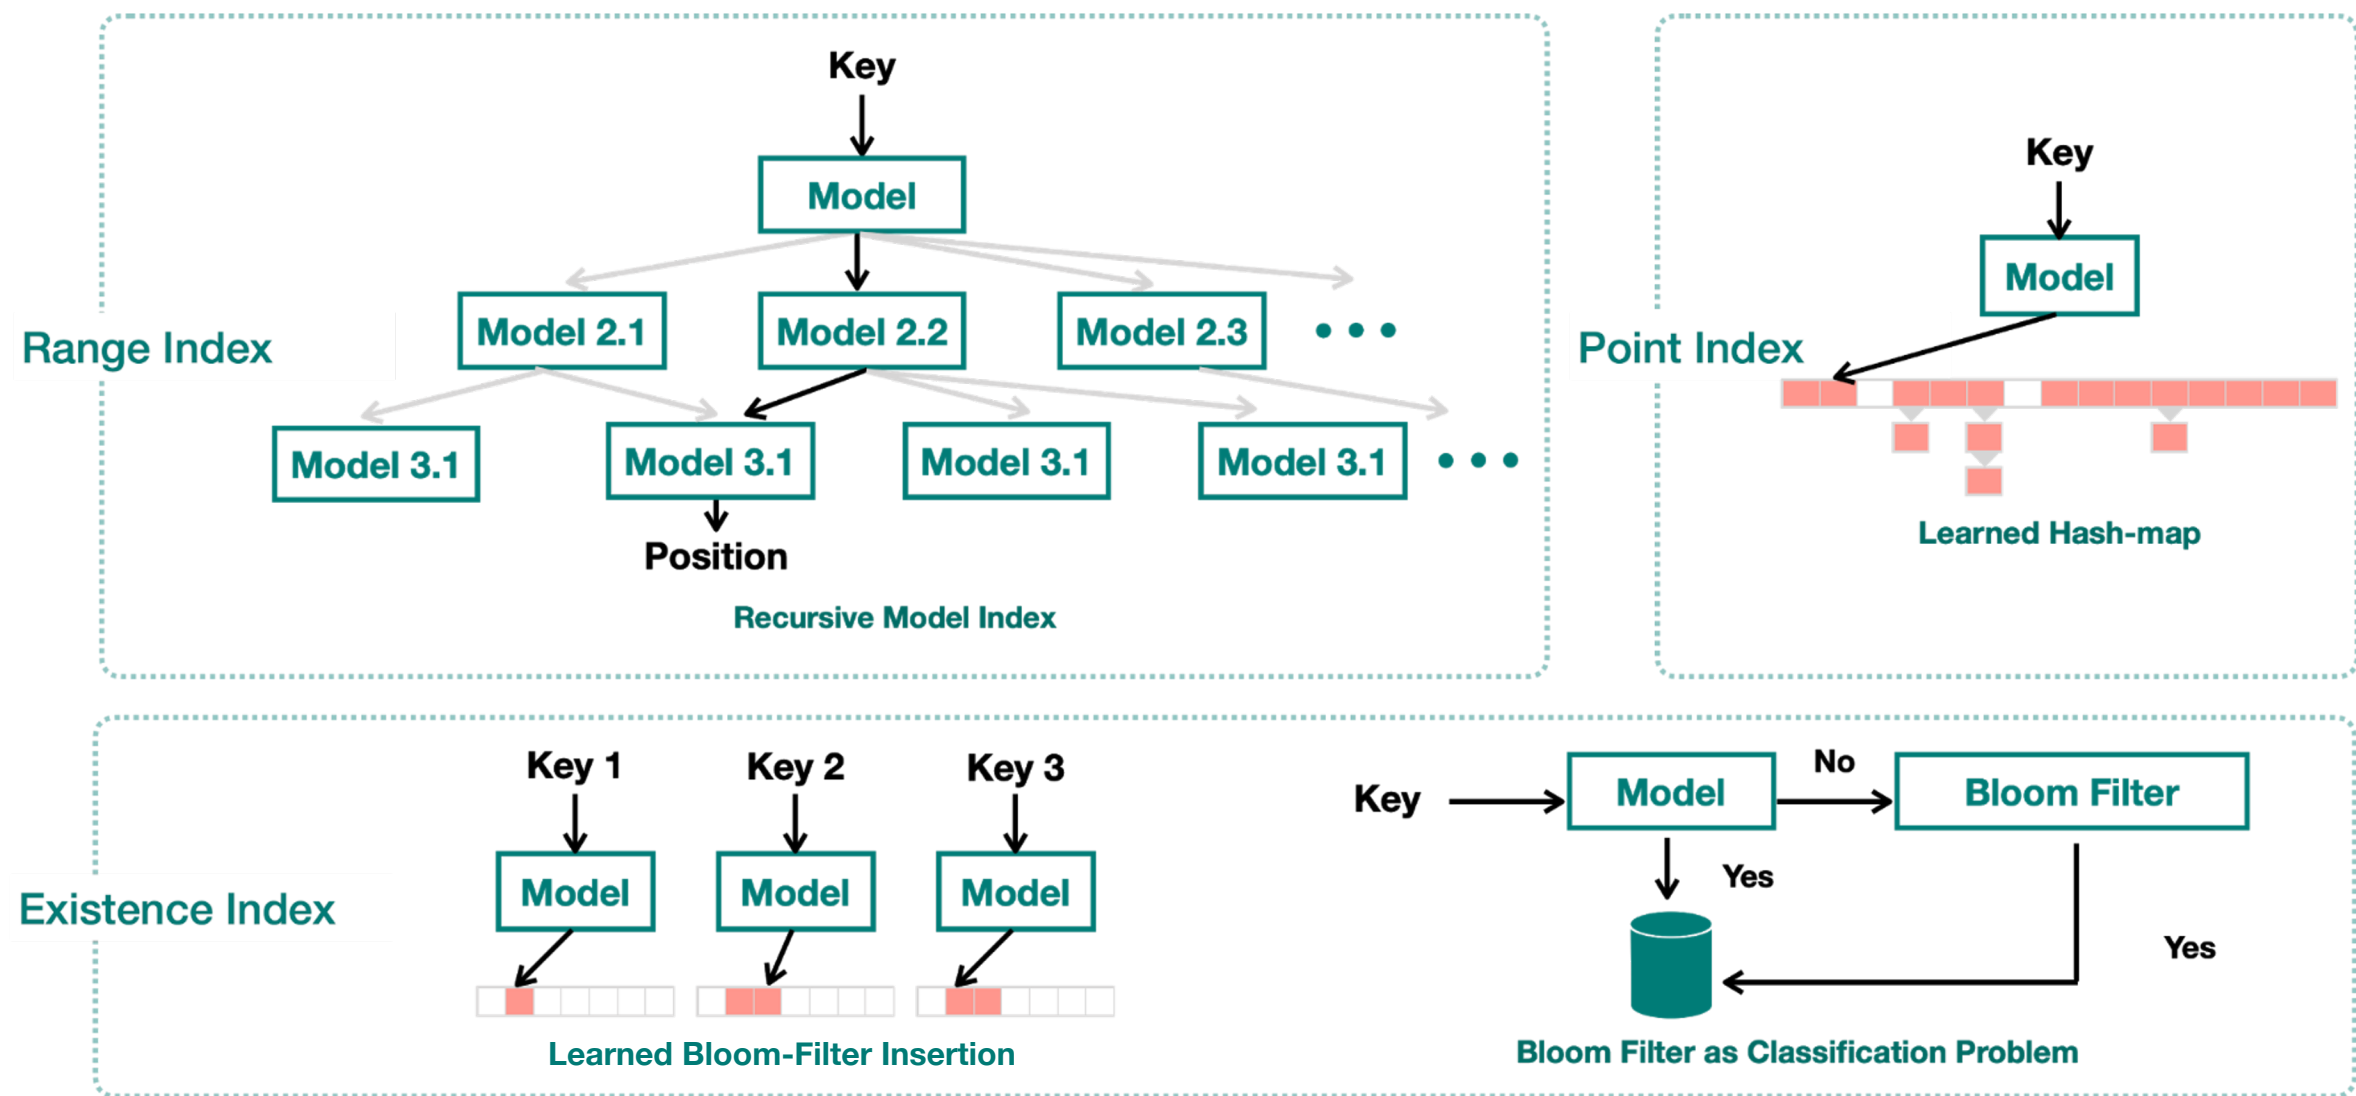 Key
Model
Model 2.1
Model 2.2
Model 2.3
Range Index
Model 3.1
Model 3.1
Model 3.1
Model 3.1
Position
Recursive Model Index
Key
Model
Point Index
Learned Hash-map
Key 1
Key 2
Key 3
Model
Model
Model
Existence Index
Learned Bloom-Filter Insertion
Key
Model
No
Bloom Filter
Yes
Yes
Bloom Filter as Classification Problem